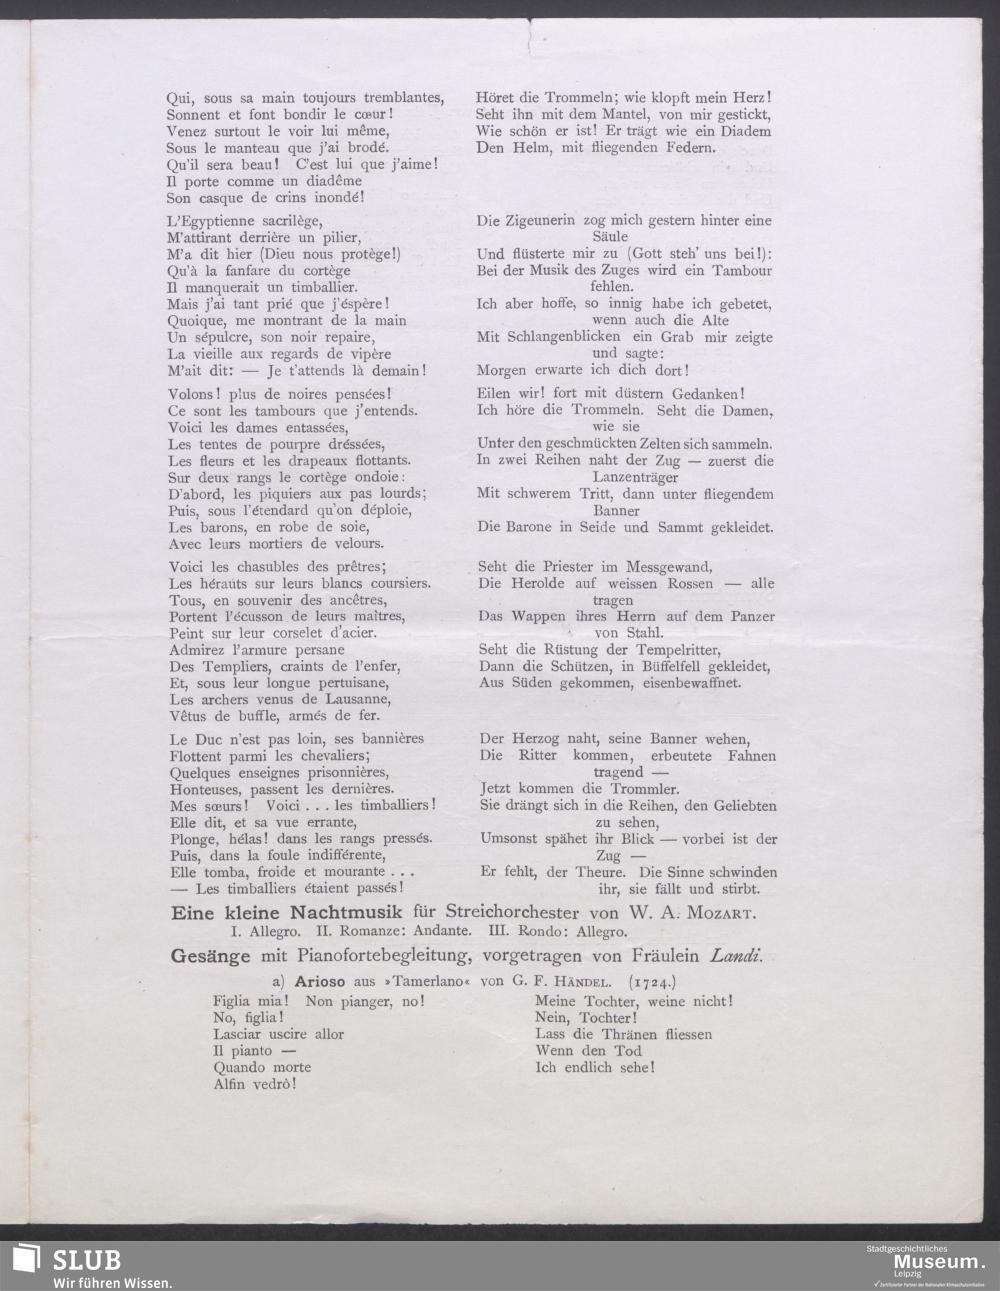 Qui, sous sa main toujours tremblantes,
Sonnent et font bondir le cœur!
Venez surtout le voir lui même,
Sous le manteau que j'ai brodé.
Qu'il sera beau! C'est lui que j'aime!
Il porte comme un diadême
Son casque de crins inondé!
L'Egyptienne sacrilège,
M'attirant derrière un pilier,
M'a dit hier (Dieu nous protège!)
Qu'à la fanfare du cortège
Il manquerait un timballier.
Mais j'ai tant prié que j'éspère!
Quoique, me montrant de la main
Un sépulcre, son noir repaire,
La vieille aux regards de vipère
M'ait dit: — Je t'attends là demain!
Volons! plus de noires pensées!
Ce sont les tambours que j'entends.
Voici les dames entassées,
Les tentes de pourpre dréssées,
Les fleurs et les drapeaux flottants.
Sur deux rangs le cortège ondoie:
D'abord, les piquiers aux pas lourds;
Puis, sous l'étendard qu'on déploie,
Les barons, en robe de soie,
Avec leurs mortiers de velours.
Voici les chasubles des prêtres;
Les hérauts sur leurs blancs coursiers.
Tous, en souvenir des ancêtres,
Portent l'écusson de leurs maîtres,
Peint sur leur corselet d'acier.
Admirez l'armure persane
Des Templiers, craints de l'enfer,
Et, sous leur longue pertuisane,
Les archers venus de Lausanne,
Vêtus de buffle, armés de fer.
Le Duc n'est pas loin, ses bannières
Flottent parmi les chevaliers;
Quelques enseignes prisonnières,
Honteuses, passent les dernières.
Mes sœurs! Voici . . . les timballiers!
Elle dit, et sa vue errante,
Plonge, hélas! dans les rangs pressés.
Puis, dans la foule indifférente,
Elle tomba, froide et mourante . . .
— Les timballiers étaient passés!
Höret die Trommeln; wie klopft mein Herz!
Seht ihn mit dem Mantel, von mir gestickt,
Wie schön er ist! Er trägt wie ein Diadem
Den Helm, mit fliegenden Federn.
Die Zigeunerin zog mich gestern hinter eine
Säule
Und flüsterte mir zu (Gott steh' uns bei!):
Bei der Musik des Zuges wird ein Tambour
fehlen.
Ich aber hoffe, so innig habe ich gebetet,
wenn auch die Alte
Mit Schlangenblicken ein Grab mir zeigte
und sagte:
Morgen erwarte ich dich dort!
Eilen wir! fort mit düstern Gedanken!
Ich höre die Trommeln. Seht die Damen,
wie sie
Unter den geschmückten Zelten sich sammeln.
In zwei Reihen naht der Zug — zuerst die
Lanzenträger
Mit schwerem Tritt, dann unter fliegendem
Banner
Die Barone in Seide und Sammt gekleidet.
Seht die Priester im Messgewand,
Die Herolde auf weissen Rossen — alle
tragen
Das Wappen ihres Herrn auf dem Panzer
von Stahl.
Seht die Rüstung der Tempelritter,
Dann die Schützen, in Büffelfell gekleidet,
Aus Süden gekommen, eisenbewaffnet.
Der Herzog naht, seine Banner wehen,
Die Ritter kommen, erbeutete Fahnen
tragend —
Jetzt kommen die Trommler.
Sie drängt sich in die Reihen, den Geliebten
zu sehen,
Umsonst spähet ihr Blick — vorbei ist der
Zug —
Er fehlt, der Theure. Die Sinne schwinden
ihr, sie fällt und stirbt.
Eine kleine Nachtmusik für Streichorchester von W. A. MOZART.
I. Allegro. II. Romanze: Andante. III. Rondo: Allegro.
Gesänge mit Pianofortebegleitung, vorgetragen von Fräulein Landi.
a) Arioso aus »Tamerlano« von G. F. HÄNDEL. (1724.)
Figlia mia! Non pianger, no!
No, figlia!
Lasciar uscire allor
Il pianto —
Quando morte
Alfin vedrò!
Meine Tochter, weine nicht!
Nein, Tochter!
Lass die Thränen fliessen
Wenn den Tod
Ich endlich sehe!
SLUB
Wir führen Wissen.
Stadtgeschichtliches
Museum.
Leipzig
Zertifizierter Partner der Nationalen Klimaschutzinitiative